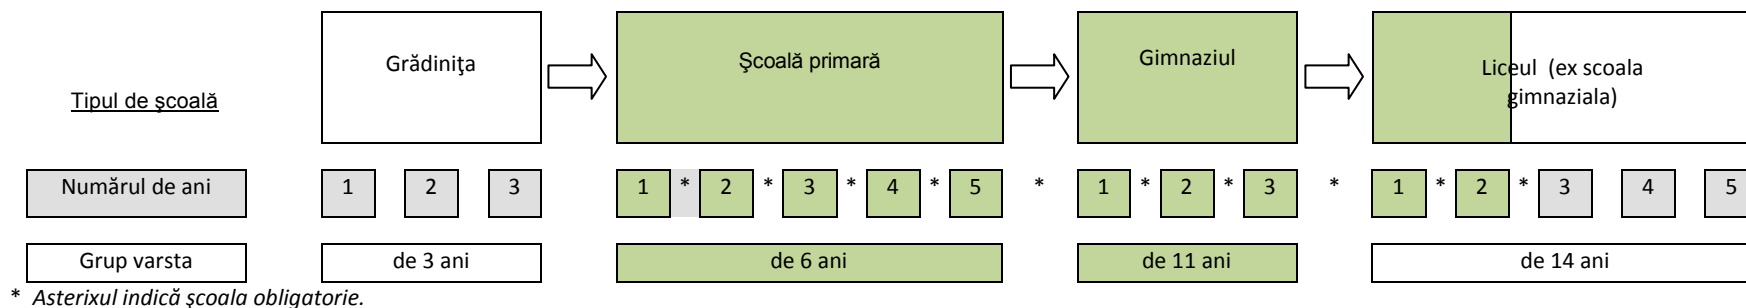 Grădiniţa
Şcoală primară
Gimnaziul
Liceul (ex scoala
gimnaziala)
Tipul de şcoală
Numărul de ani 1 2 3 1 * 2 * 3 * 4 * 5 * 1 * 2 * 3 * 1 * 2 * 3 4 5
Grup varsta de 3 ani de 6 ani de 11 ani de 14 ani
* Asterixul indică şcoala obligatorie.